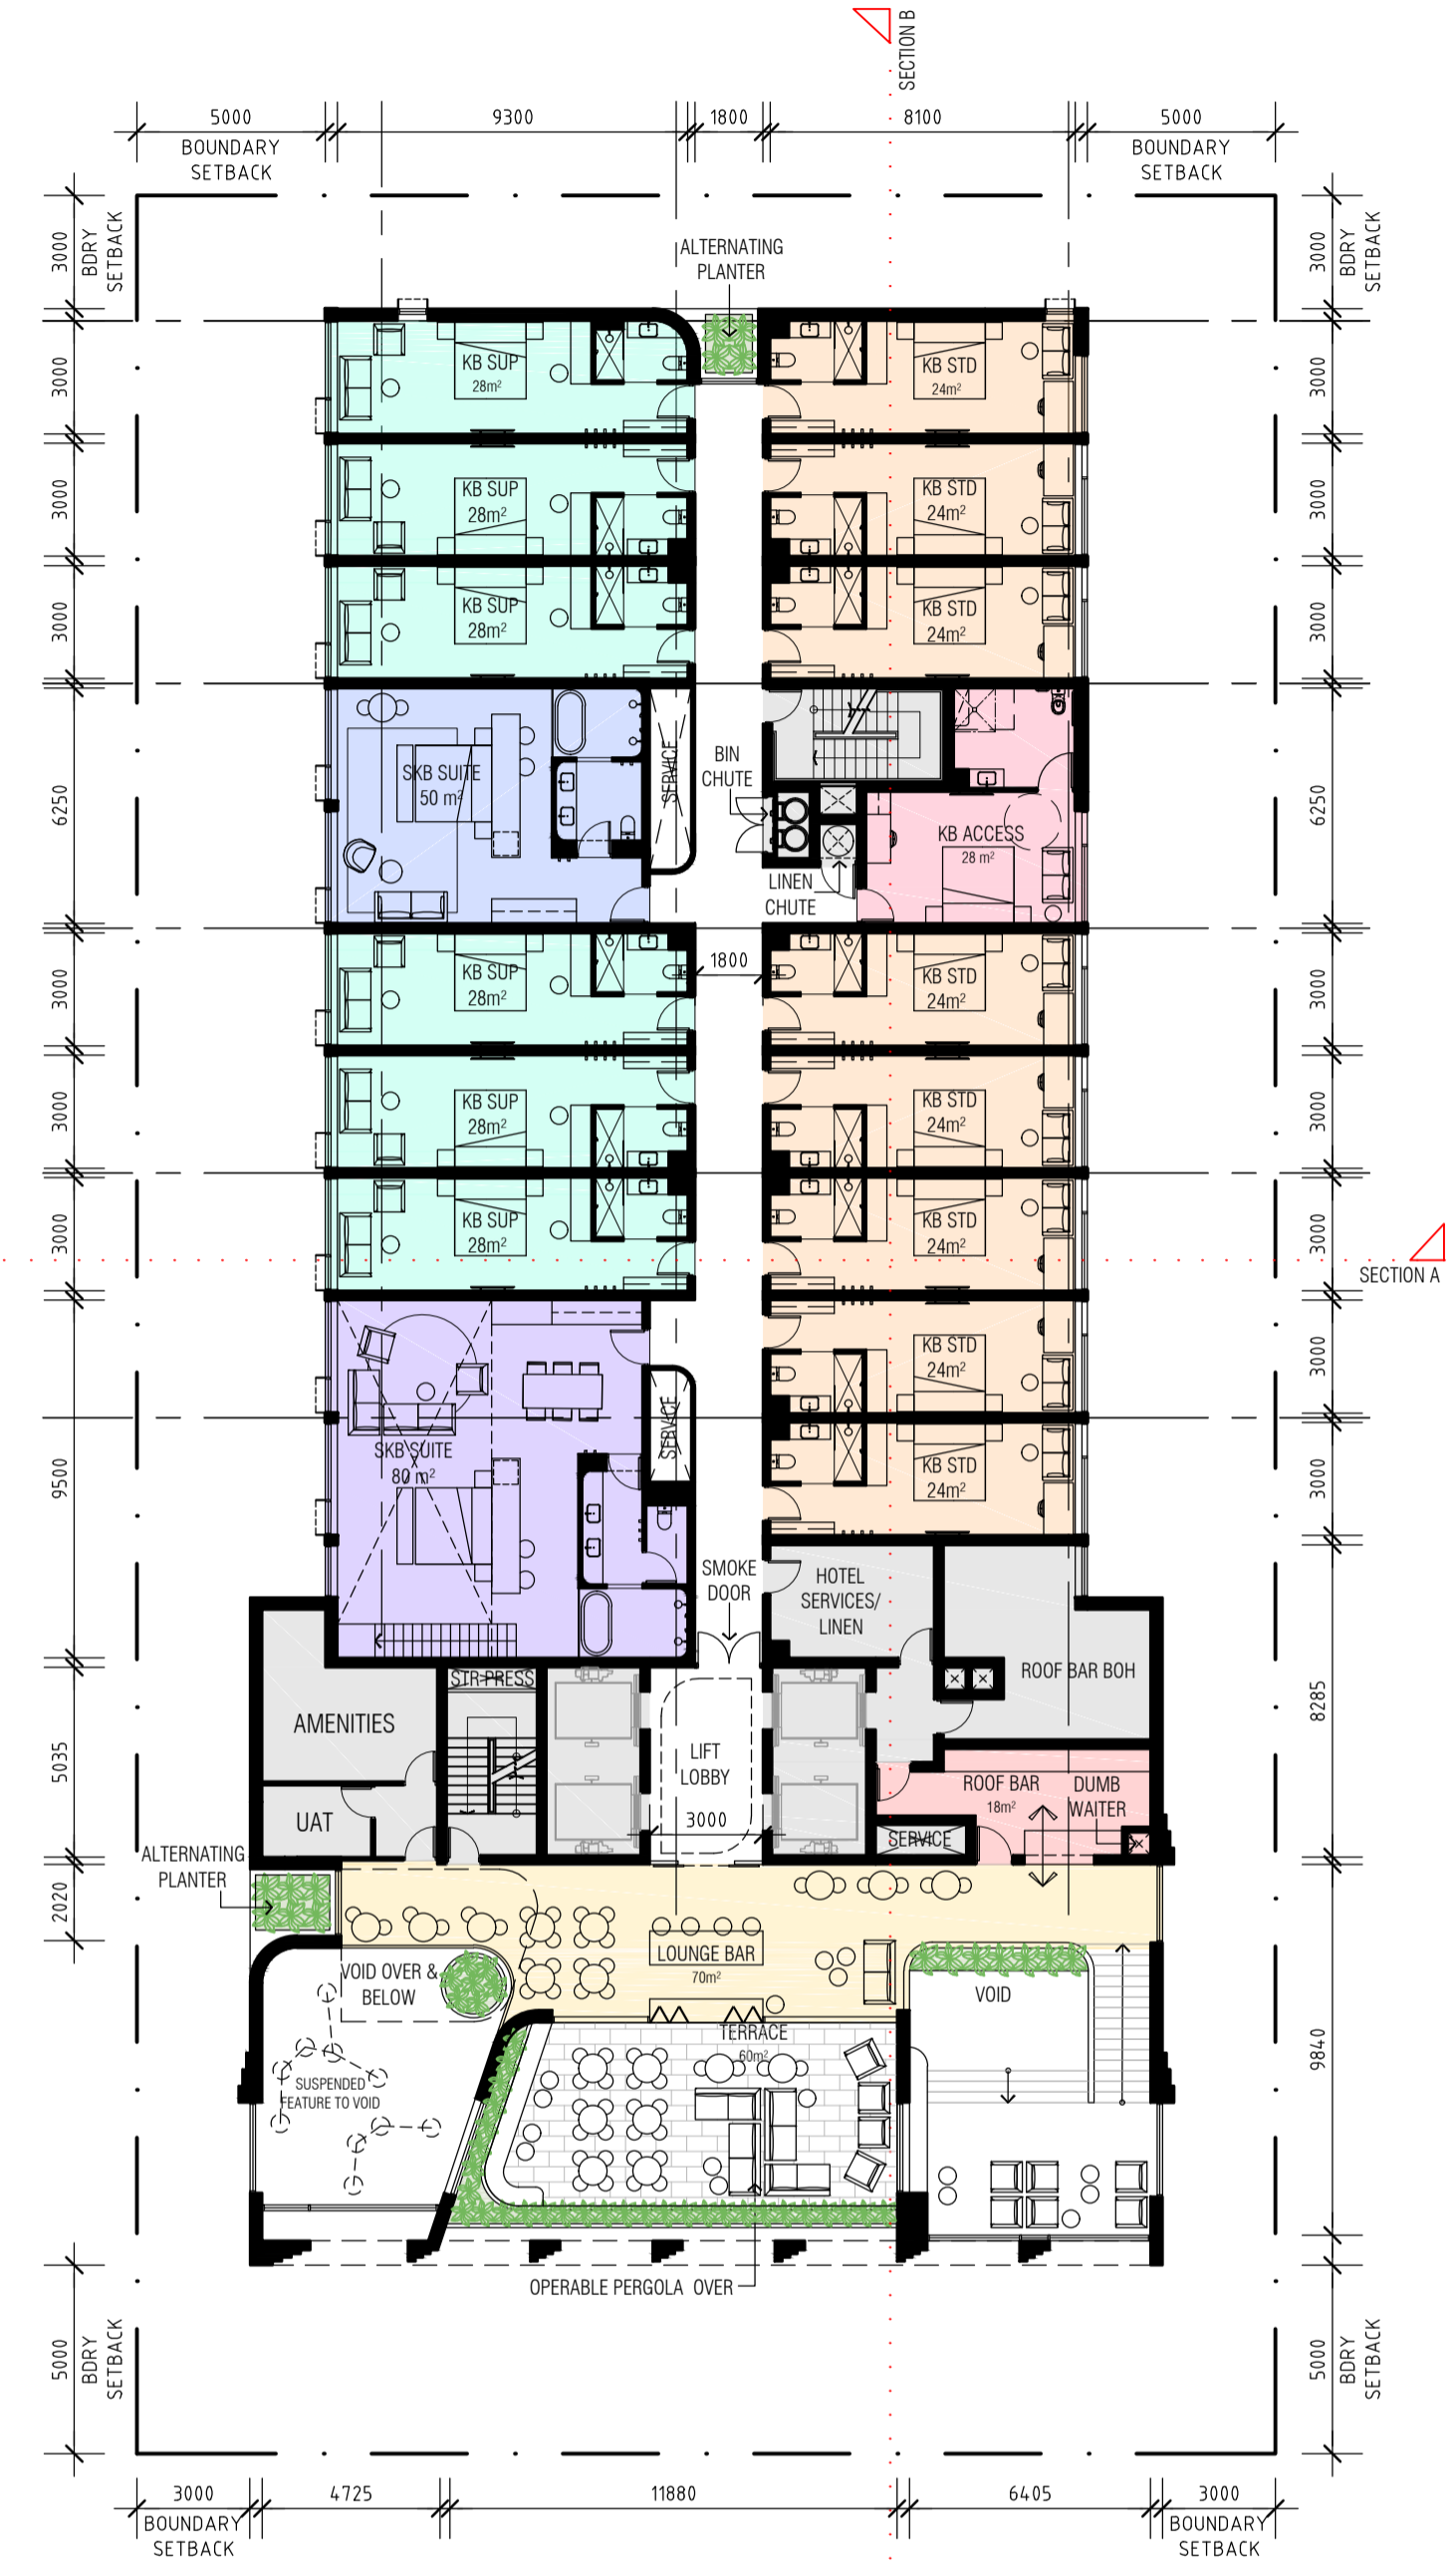 SECTION B
5000
9300
1800
8100
5000
BOUNDARY
SETBACK
BOUNDARY
SETBACK
3000
BDRY
SETBACK
3000
BDRY
SETBACK
ALTERNATING
PLANTER
3000
KB SUP
28m²
KB STD
24m²
3000
3000
KB SUP
28m²
KB STD
24m²
3000
3000
KB SUP
28m²
KB STD
24m²
3000
6250
SKB SUITE
50 m²
SERVICE
BIN
CHUTE
LINEN
CHUTE
KB ACCESS
28 m²
6250
3000
KB SUP
28m²
1800
KB STD
24m²
3000
3000
KB SUP
28m²
KB STD
24m²
3000
3000
KB SUP
28m²
KB STD
24m²
3000
SECTION A
9500
SKB SUITE
80 m²
SERVICE
KB STD
24m²
3000
KB STD
24m²
3000
SMOKE
DOOR
HOTEL
SERVICES/
LINEN
ROOF BAR BOH
8285
5035
AMENITIES
STR PRESS
UAT
LIFT
LOBBY
3000
ROOF BAR
18m²
DUMB
WAITER
SERVICE
ALTERNATING
PLANTER
2020
VOID OVER &
BELOW
LOUNGE BAR
70m²
VOID
TERRACE
60m²
SUSPENDED
FEATURE TO VOID
9840
OPERABLE PERGOLA OVER
5000
BDRY
SETBACK
5000
BDRY
SETBACK
3000
4725
11880
6405
3000
BOUNDARY
SETBACK
BOUNDARY
SETBACK